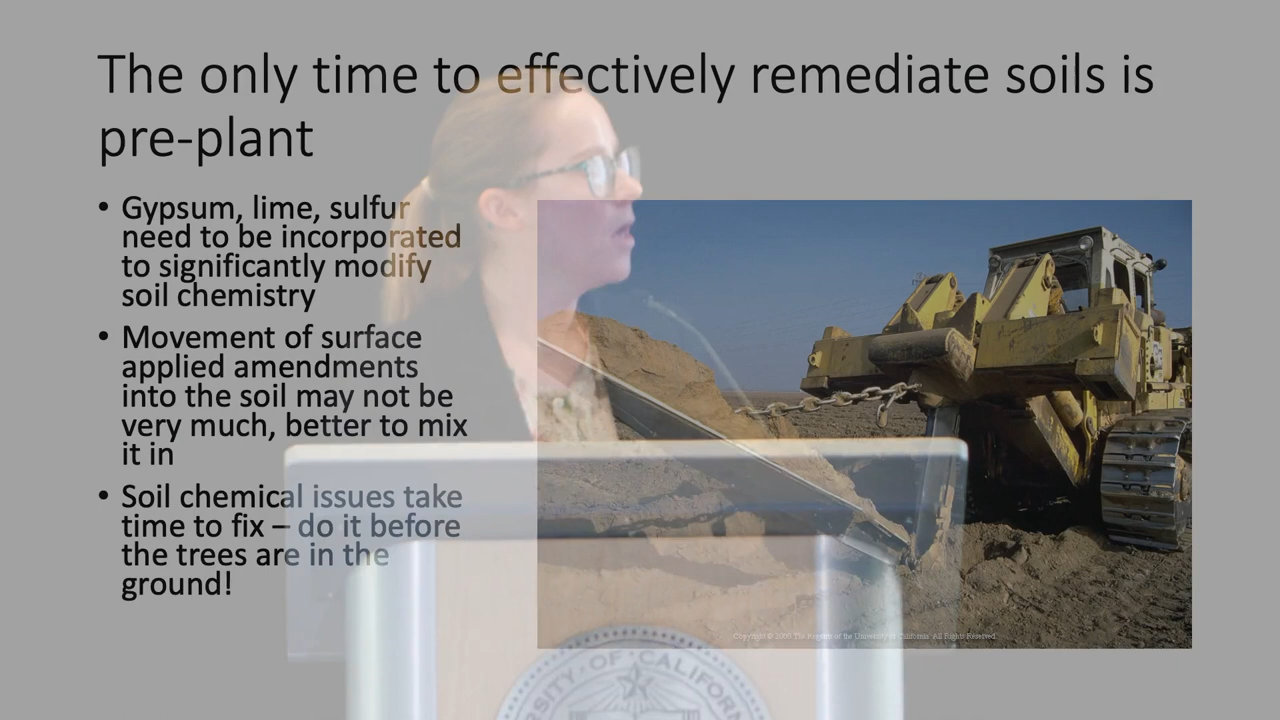 The only time to effectively remediate soils is
pre-plant
• Gypsum, lime, sulfur
need to be incorporated
to significantly modify
soil chemistry
• Movement of surface
applied amendments
into the soil may not be
very much, better to mix
it in
• Soil chemical issues take
time to fix – do it before
the trees are in the
ground!
Copyright © 2000 The Regents of the University of California. All Rights Reserved.
RSITY·OF·CALIFORN